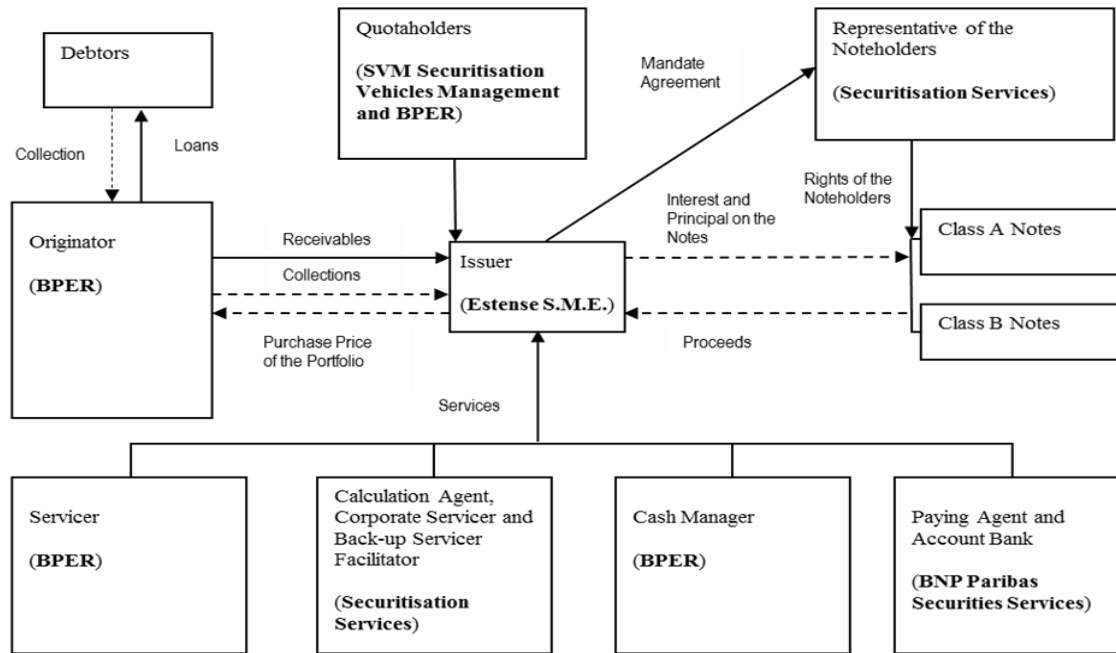 Debtors
Quotaholders
(SVM Securitisation
Vehicles Management
and BPER)
Mandate
Agreement
Representative of the
Noteholders
(Securitisation Services)
Collection
Loans
Originator
(BPER)
Receivables
Collections
Purchase Price
of the Portfolio
Issuer
(Estense S.M.E.)
Interest and
Principal on the
Notes
Proceeds
Rights of the
Noteholders
Class A Notes
Class B Notes
Services
Servicer
(BPER)
Calculation Agent,
Corporate Servicer and
Back-up Servicer
Facilitator
(Securitisation
Services)
Cash Manager
(BPER)
Paying Agent and
Account Bank
(BNP Paribas
Securities Services)